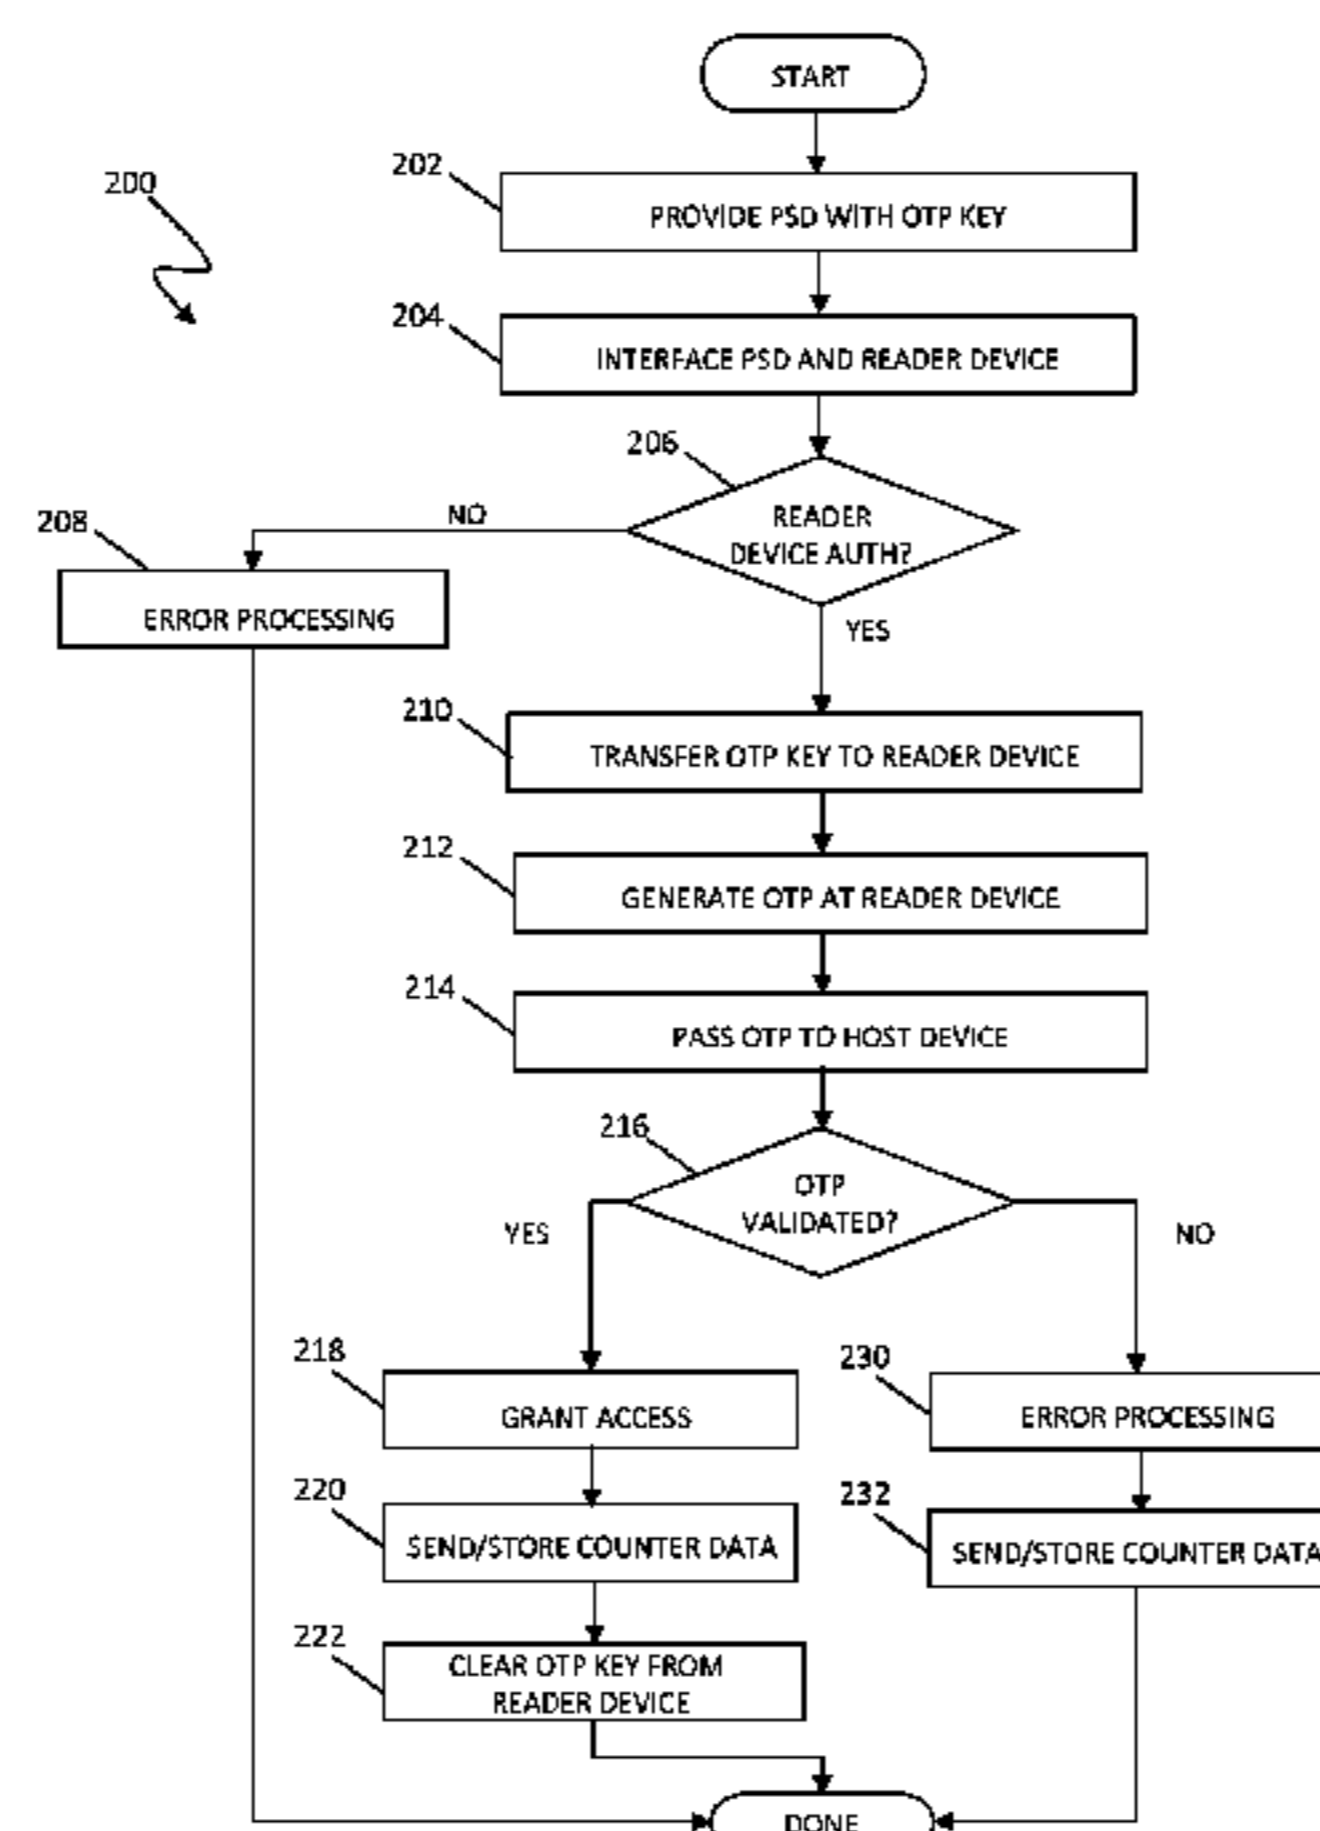 START
200
202
PROVIDE PSD WITH OTP KEY
204
INTERFACE PSD AND READER DEVICE
206
READER
DEVICE AUTH?
NO
208
ERROR PROCESSING
YES
210
TRANSFER OTP KEY TO READER DEVICE
212
GENERATE OTP AT READER DEVICE
214
PASS OTP TO HOST DEVICE
216
OTP
VALIDATED?
YES
NO
218
GRANT ACCESS
230
ERROR PROCESSING
220
SEND/STORE COUNTER DATA
232
SEND/STORE COUNTER DATA
222
CLEAR OTP KEY FROM
READER DEVICE
DONE